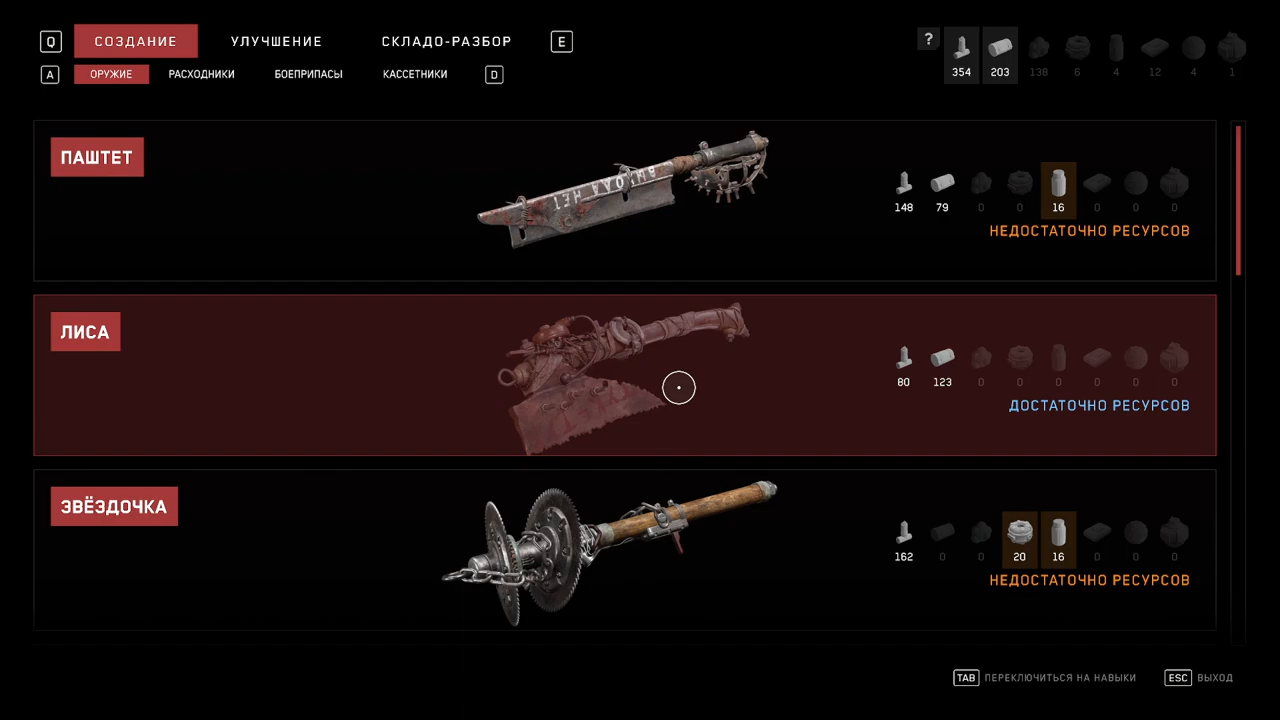 Q СОЗДАНИЕ УЛУЧШЕНИЕ СКЛАДО-РАЗБОР E
A ОРУЖИЕ РАСХОДНИКИ БОЕПРИПАСЫ КАССЕТНИКИ D
?
354 203 138 6 4 12 4 1
ПАШТЕТ
ВЫХОДА НЕТ
148 79 0 0 16 0 0 0
НЕДОСТАТОЧНО РЕСУРСОВ
ЛИСА
80 123 0 0 0 0 0 0
ДОСТАТОЧНО РЕСУРСОВ
ЗВЁЗДОЧКА
162 0 0 20 16 0 0 0
НЕДОСТАТОЧНО РЕСУРСОВ
TAB ПЕРЕКЛЮЧИТЬСЯ НА НАВЫКИ ESC ВЫХОД